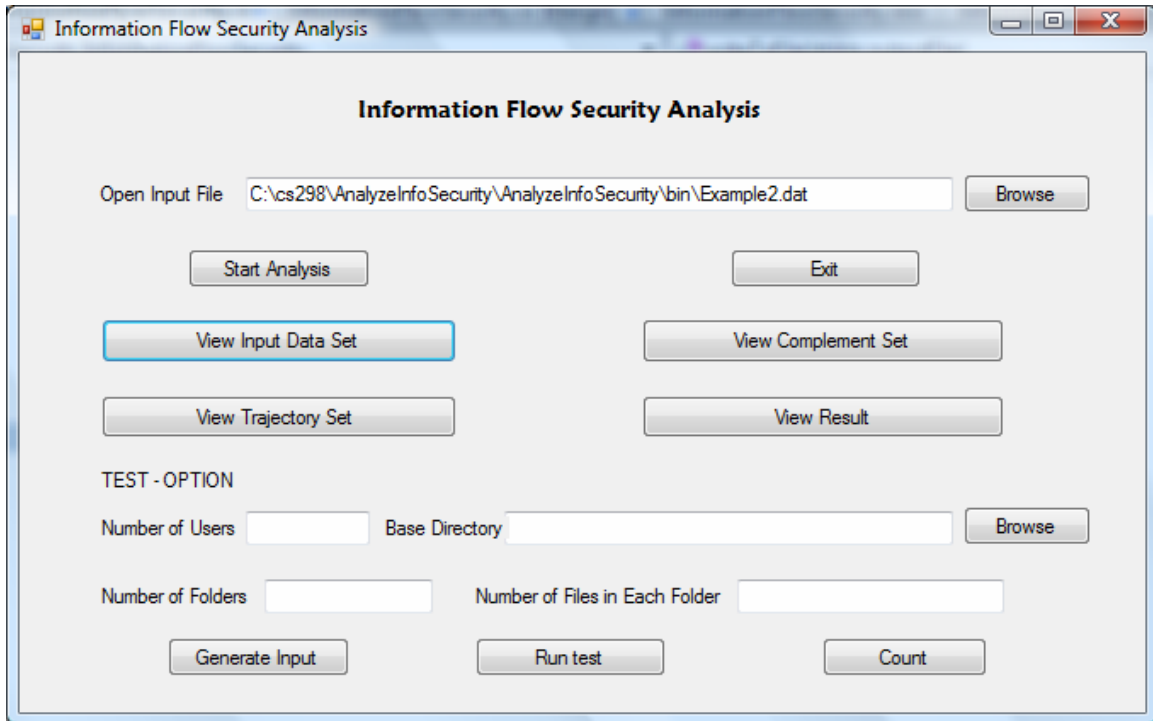 Information Flow Security Analysis
Information Flow Security Analysis
Open Input File C:\cs298\AnalyzeInfoSecurity\AnalyzeInfoSecurity\bin\Example2.dat Browse
Start Analysis Exit
View Input Data Set View Complement Set
View Trajectory Set View Result
TEST - OPTION
Number of Users Base Directory Browse
Number of Folders Number of Files in Each Folder
Generate Input Run test Count